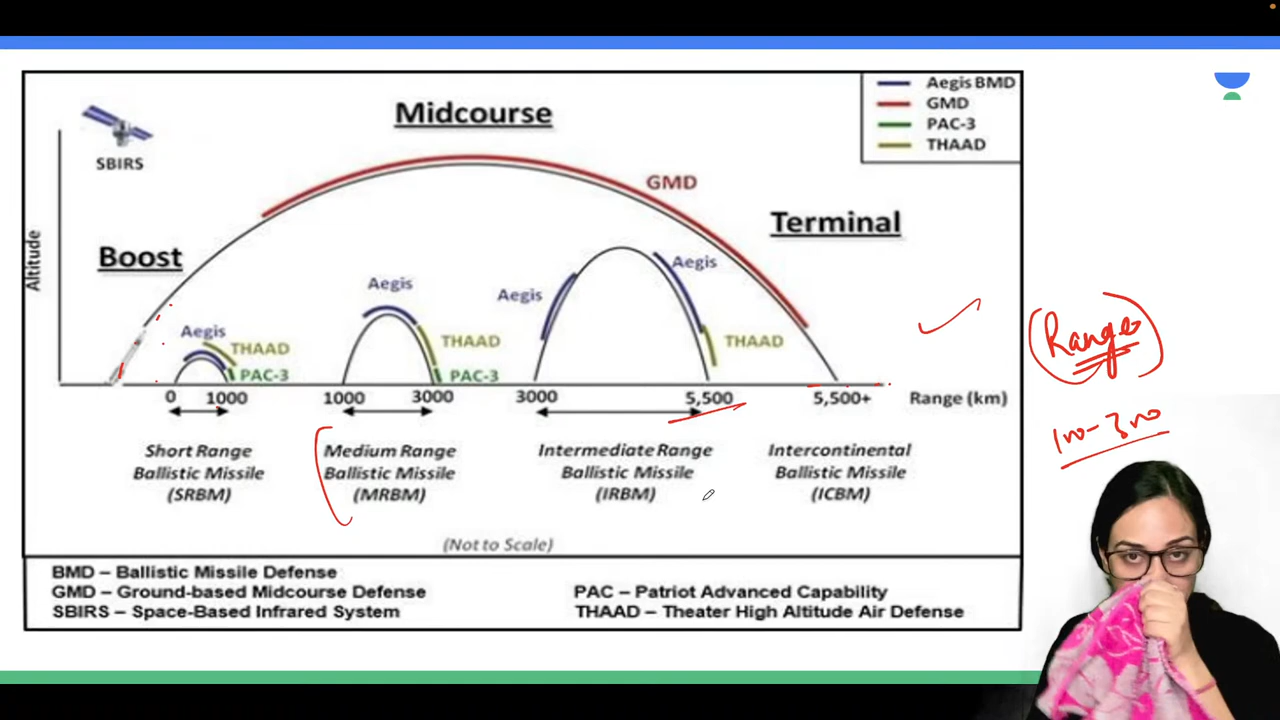 Midcourse
Aegis BMD
GMD
PAC-3
THAAD
SBIRS
GMD
Terminal
Boost
Altitude
Aegis
THAAD
PAC-3
Aegis
THAAD
PAC-3
Aegis
Aegis
THAAD
0 1000 1000 3000 3000 5,500 5,500+ Range (km)
Short Range
Ballistic Missile
(SRBM)
Medium Range
Ballistic Missile
(MRBM)
Intermediate Range
Ballistic Missile
(IRBM)
Intercontinental
Ballistic Missile
(ICBM)
(Not to Scale)
BMD – Ballistic Missile Defense
GMD – Ground-based Midcourse Defense
SBIRS – Space-Based Infrared System
PAC – Patriot Advanced Capability
THAAD – Theater High Altitude Air Defense
(Range)